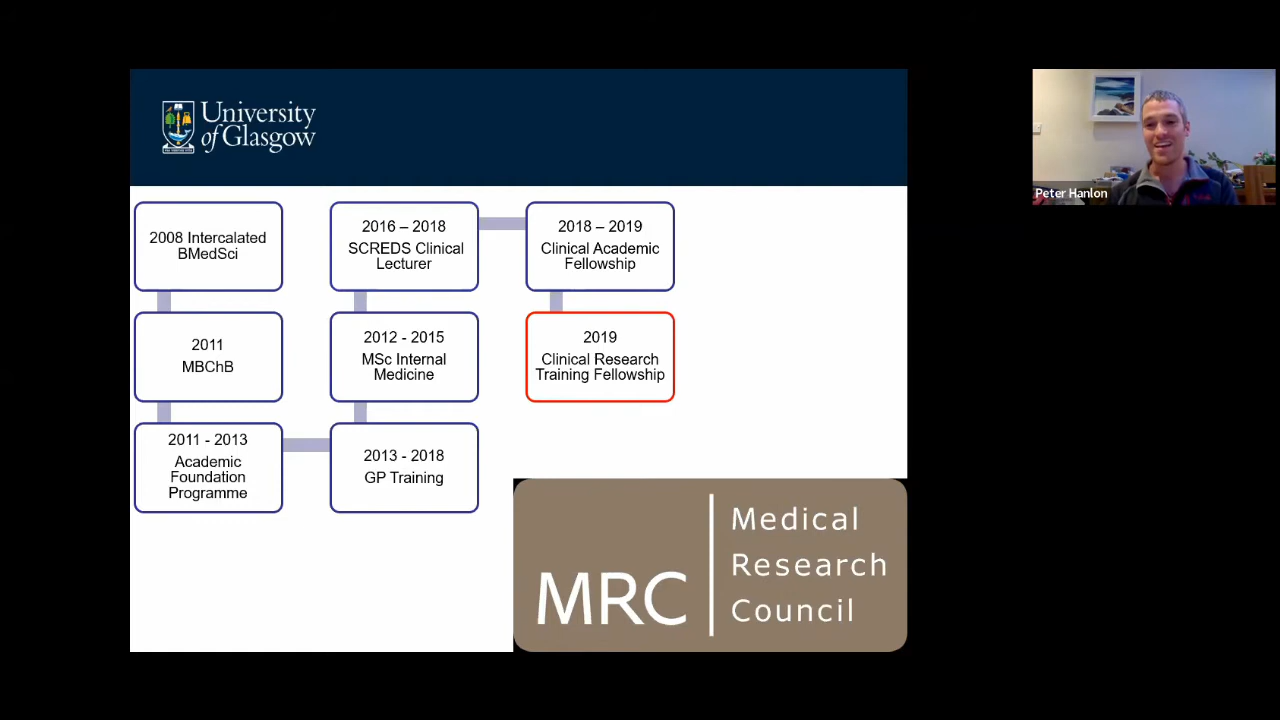 University
of Glasgow
2008 Intercalated
BMedSci
2011
MBChB
2011 - 2013
Academic
Foundation
Programme
2013 - 2018
GP Training
2012 - 2015
MSc Internal
Medicine
2016 – 2018
SCREDS Clinical
Lecturer
2018 – 2019
Clinical Academic
Fellowship
2019
Clinical Research
Training Fellowship
MRC
Medical
Research
Council
Peter Hanlon